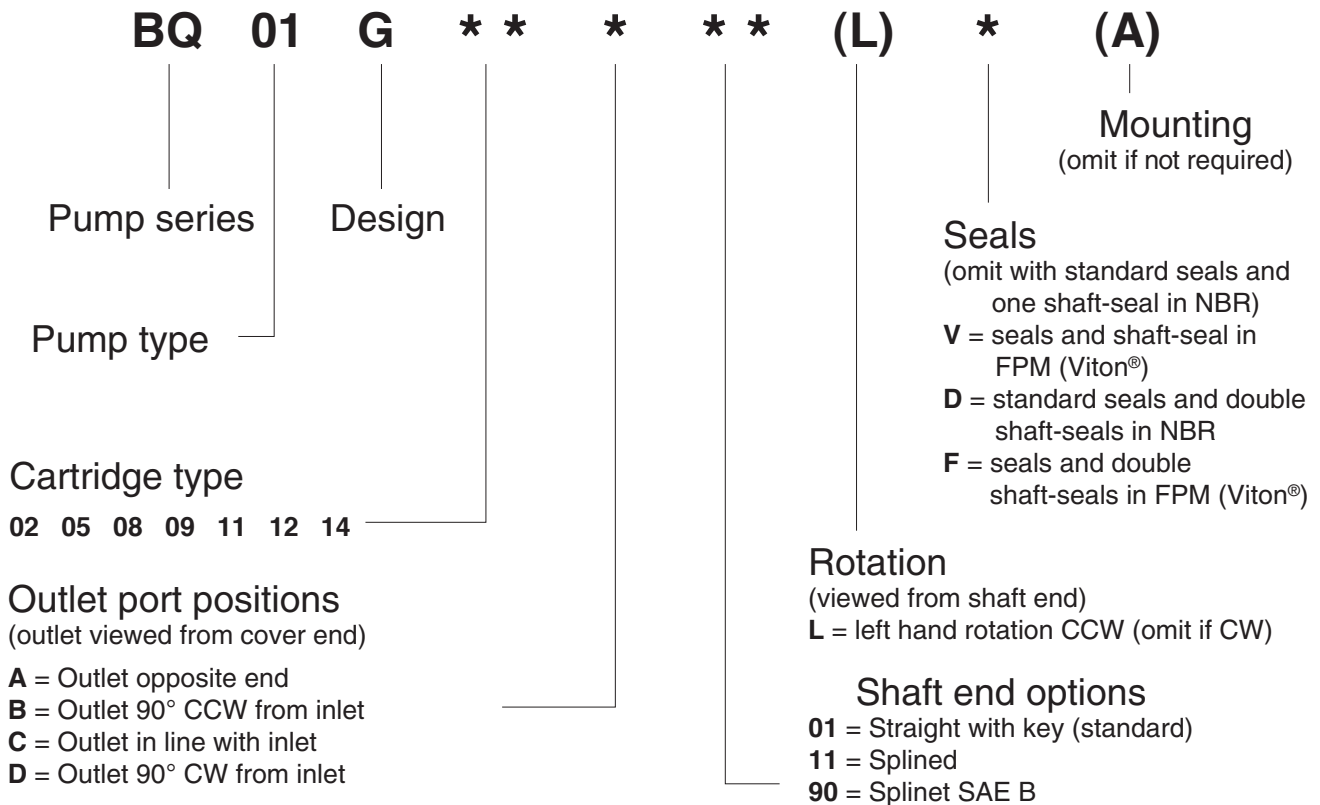 BQ 01 G * * * * * (L) * (A)
Mounting
(omit if not required)
Pump series
Design
Pump type
Seals
(omit with standard seals and
one shaft-seal in NBR)
V = seals and shaft-seal in
FPM (Viton®)
D = standard seals and double
shaft-seals in NBR
F = seals and double
shaft-seals in FPM (Viton®)
Cartridge type
02 05 08 09 11 12 14
Outlet port positions
(outlet viewed from cover end)
A = Outlet opposite end
B = Outlet 90° CCW from inlet
C = Outlet in line with inlet
D = Outlet 90° CW from inlet
Rotation
(viewed from shaft end)
L = left hand rotation CCW (omit if CW)
Shaft end options
01 = Straight with key (standard)
11 = Splined
90 = Splinet SAE B